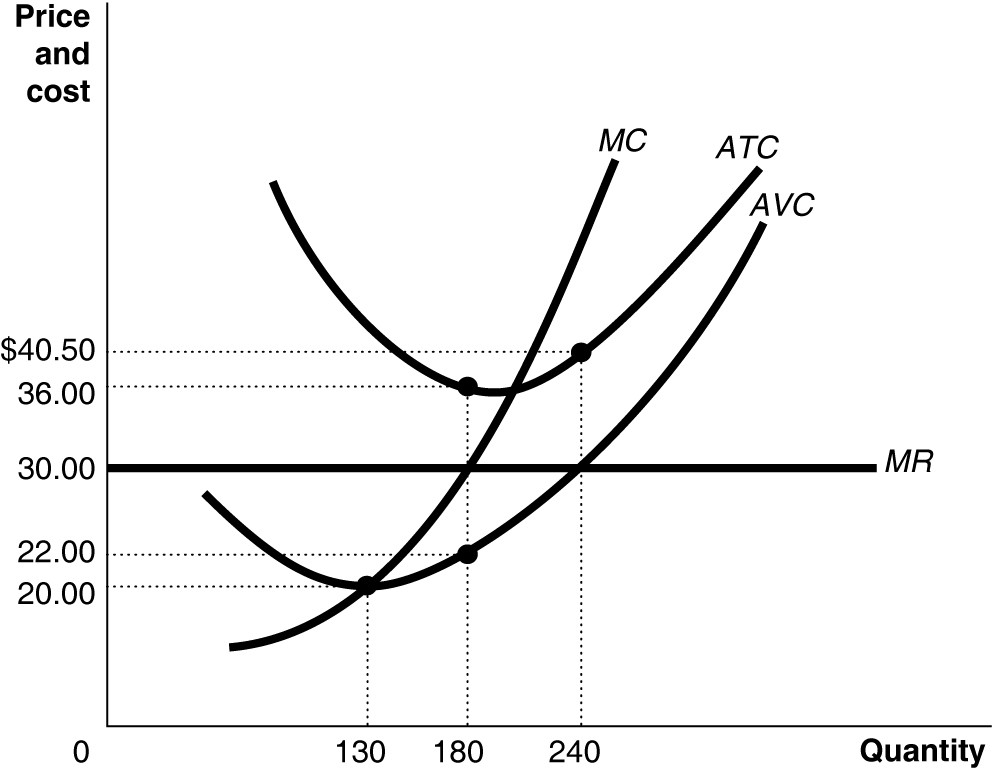 Price
and
cost
MC
ATC
AVC
$40.50
36.00
30.00
MR
22.00
20.00
0
130
180
240
Quantity